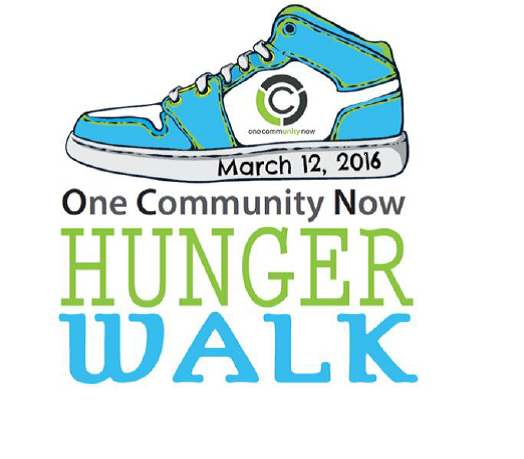 C
onecommunitynow
March 12, 2016
One Community Now
HUNGER
WALK